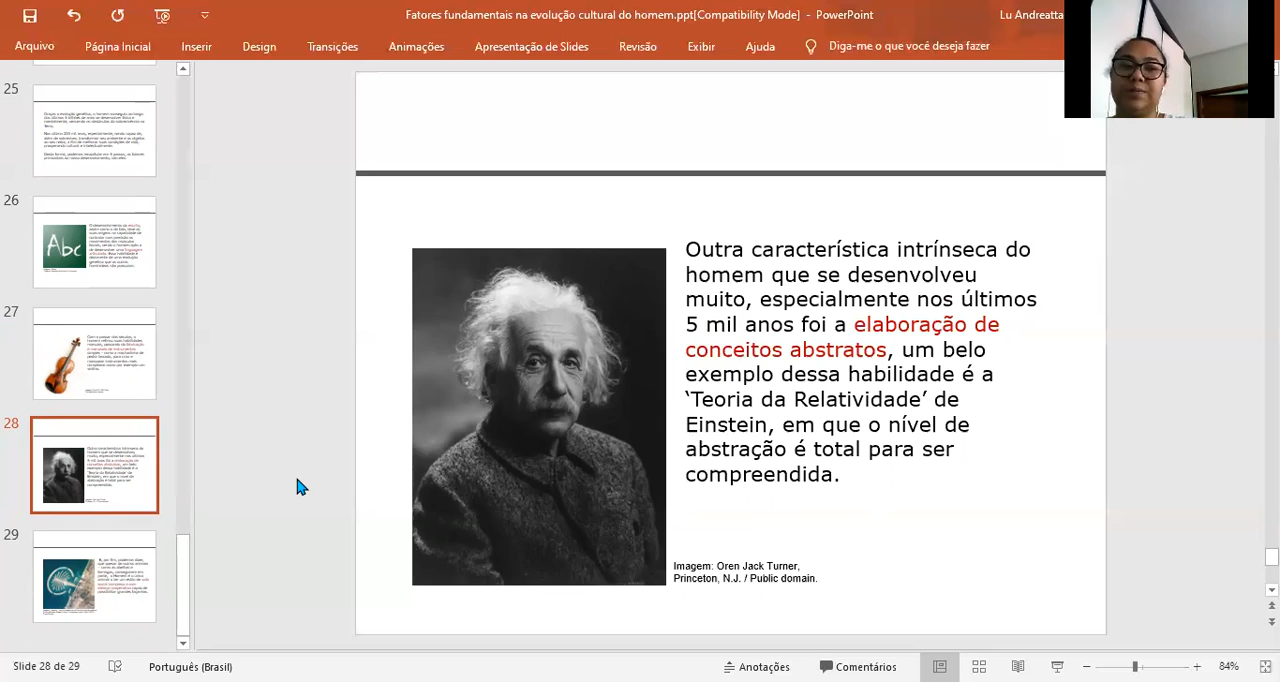 Fatores fundamentais na evolução cultural do homem.ppt[Compatibility Mode] - PowerPoint
Lu Andreatta
Arquivo
Página Inicial
Inserir
Design
Transições
Animações
Apresentação de Slides
Revisão
Exibir
Ajuda
Diga-me o que você deseja fazer
25
26
Abc
27
28
29
Outra característica intrínseca do
homem que se desenvolveu
muito, especialmente nos últimos
5 mil anos foi a elaboração de
conceitos abstratos, um belo
exemplo dessa habilidade é a
‘Teoria da Relatividade’ de
Einstein, em que o nível de
abstração é total para ser
compreendida.
Imagem: Oren Jack Turner,
Princeton, N.J. / Public domain.
Slide 28 de 29
Português (Brasil)
Anotações
Comentários
84%